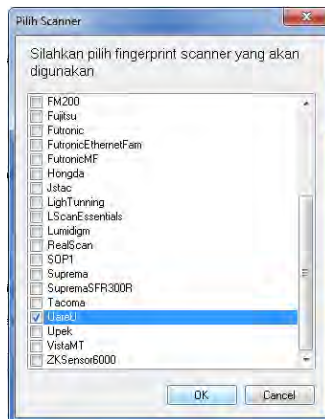 Pilih Scanner
Silahkan pilih fingerprint scanner yang akan
digunakan
FM200
Fujitsu
Futronic
FutronicEthernetFam
FutronicMF
Hongda
Jstac
LighTunning
LScanEssentials
Lumidigm
RealScan
SOP1
Suprema
SupremaSFR300R
Tacoma
UareU
Upek
VistaMT
ZKSensor6000
OK
Cancel